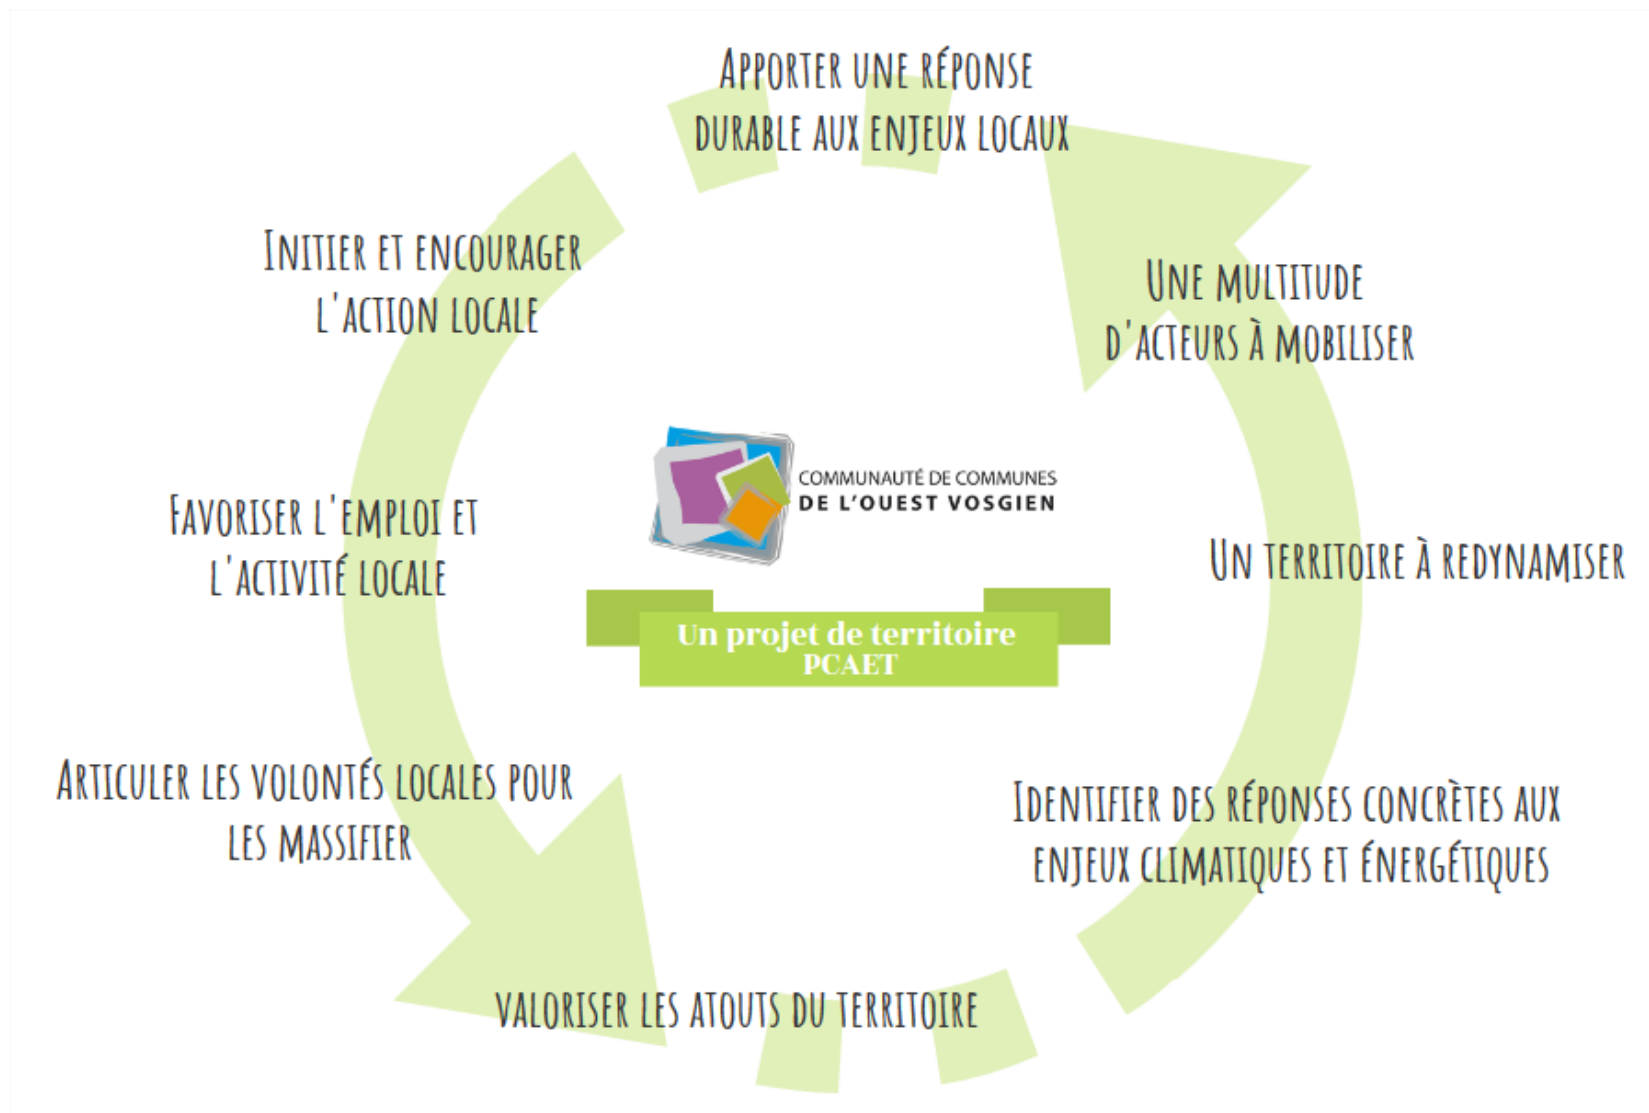 APPORTER UNE RÉPONSE
DURABLE AUX ENJEUX LOCAUX
INITIER ET ENCOURAGER
L'ACTION LOCALE
UNE MULTITUDE
D'ACTEURS À MOBILISER
COMMUNAUTÉ DE COMMUNES
DE L'OUEST VOSGIEN
FAVORISER L'EMPLOI ET
L'ACTIVITÉ LOCALE
UN TERRITOIRE À REDYNAMISER
Un projet de territoire
PCAET
ARTICULER LES VOLONTÉS LOCALES POUR
LES MASSIFIER
IDENTIFIER DES RÉPONSES CONCRÈTES AUX
ENJEUX CLIMATIQUES ET ÉNERGÉTIQUES
VALORISER LES ATOUTS DU TERRITOIRE